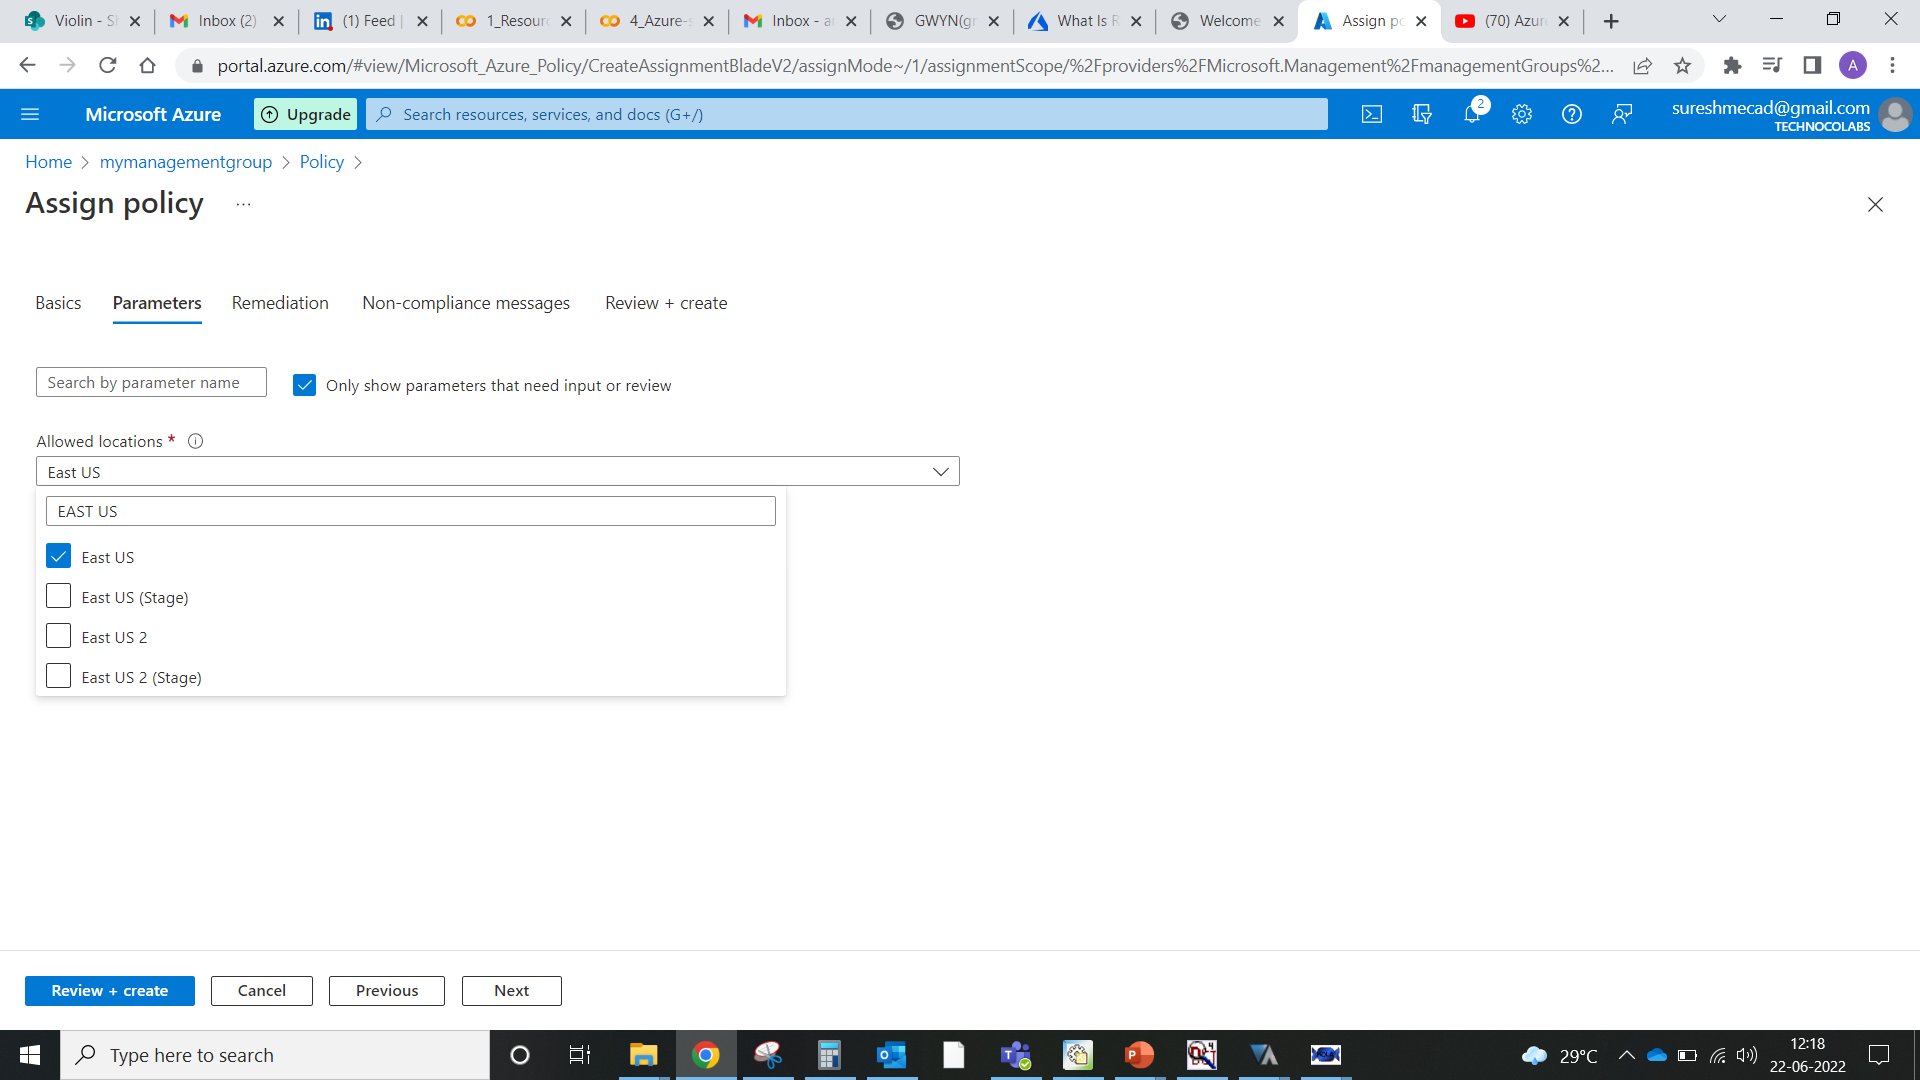 Violin - S
Inbox (2)
(1) Feed
1_Resour
4_Azure-s
Inbox - a
GWYN(gr
What Is R
Welcome
Assign po
(70) Azur
portal.azure.com/#view/Microsoft_Azure_Policy/CreateAssignmentBladeV2/assignMode~/1/assignmentScope/%2Fproviders%2FMicrosoft.Management%2FmanagementGroups%2...
A
Microsoft Azure
Upgrade
Search resources, services, and docs (G+/)
2
sureshmecad@gmail.com
TECHNOCOLABS
Home > mymanagementgroup > Policy >
Assign policy ...
Basics
Parameters
Remediation
Non-compliance messages
Review + create
Search by parameter name
Only show parameters that need input or review
Allowed locations *
East US
EAST US
East US
East US (Stage)
East US 2
East US 2 (Stage)
Review + create
Cancel
Previous
Next
Type here to search
29°C
12:18
22-06-2022